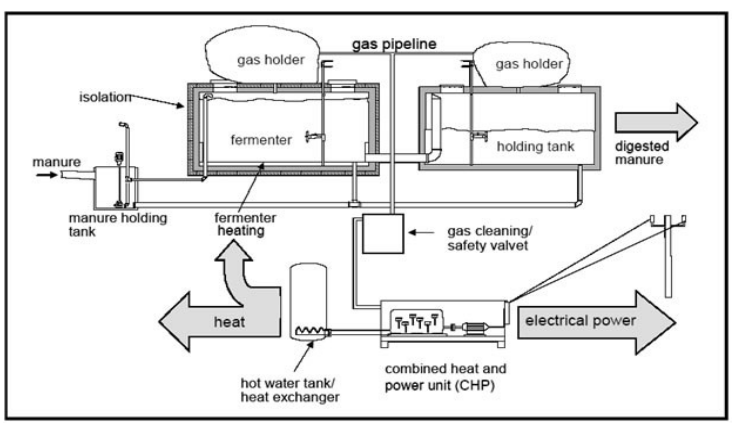 gas pipeline
gas holder
gas holder
isolation
fermenter
holding tank
digested
manure
manure
manure holding
tank
fermenter
heating
gas cleaning/
safety valvet
heat
electrical power
hot water tank/
heat exchanger
combined heat and
power unit (CHP)